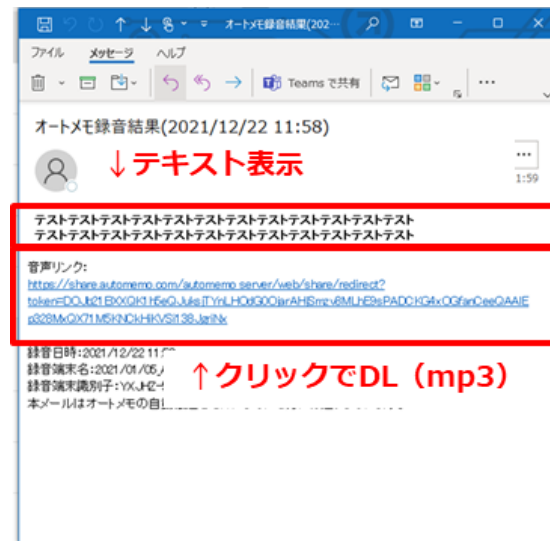 オートメモ録音結果(202…
ファイル メッセージ ヘルプ
Teams で共有
オートメモ録音結果(2021/12/22 11:58)
↓テキスト表示
1:59
テストテストテストテストテストテストテストテストテストテストテストテスト
テストテストテストテストテストテストテストテストテストテストテストテスト
音声リンク:
https://share.automemo.com/automemo server/web/share/redirect?
録音日時:2021/12/22 11:
録音端末名:2021/01/05
↑クリックでDL（mp3）
録音端末識別子:YXJHZ-
本メールはオートメモの自